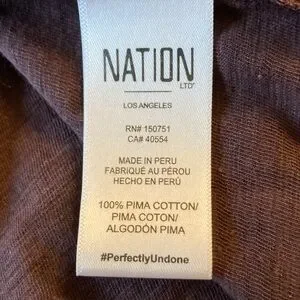 NATION
LTD
LOS ANGELES
RN# 150751
CA# 40554
MADE IN PERU
FABRIQUÉ AU PÉROU
HECHO EN PERÚ
100% PIMA COTTON/
PIMA COTON/
ALGODÓN PIMA
#PerfectlyUndone